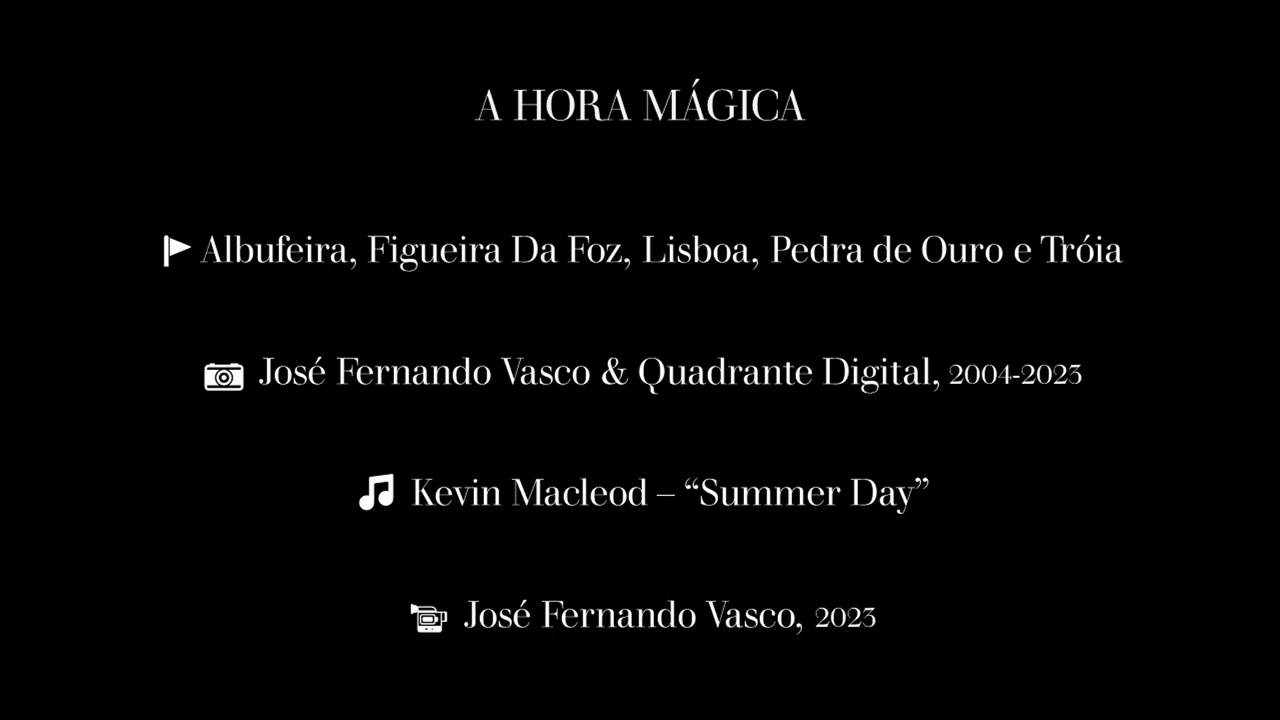 A HORA MÁGICA
Albufeira, Figueira Da Foz, Lisboa, Pedra de Ouro e Tróia
José Fernando Vasco & Quadrante Digital, 2004-2023
Kevin Macleod – “Summer Day”
José Fernando Vasco, 2023